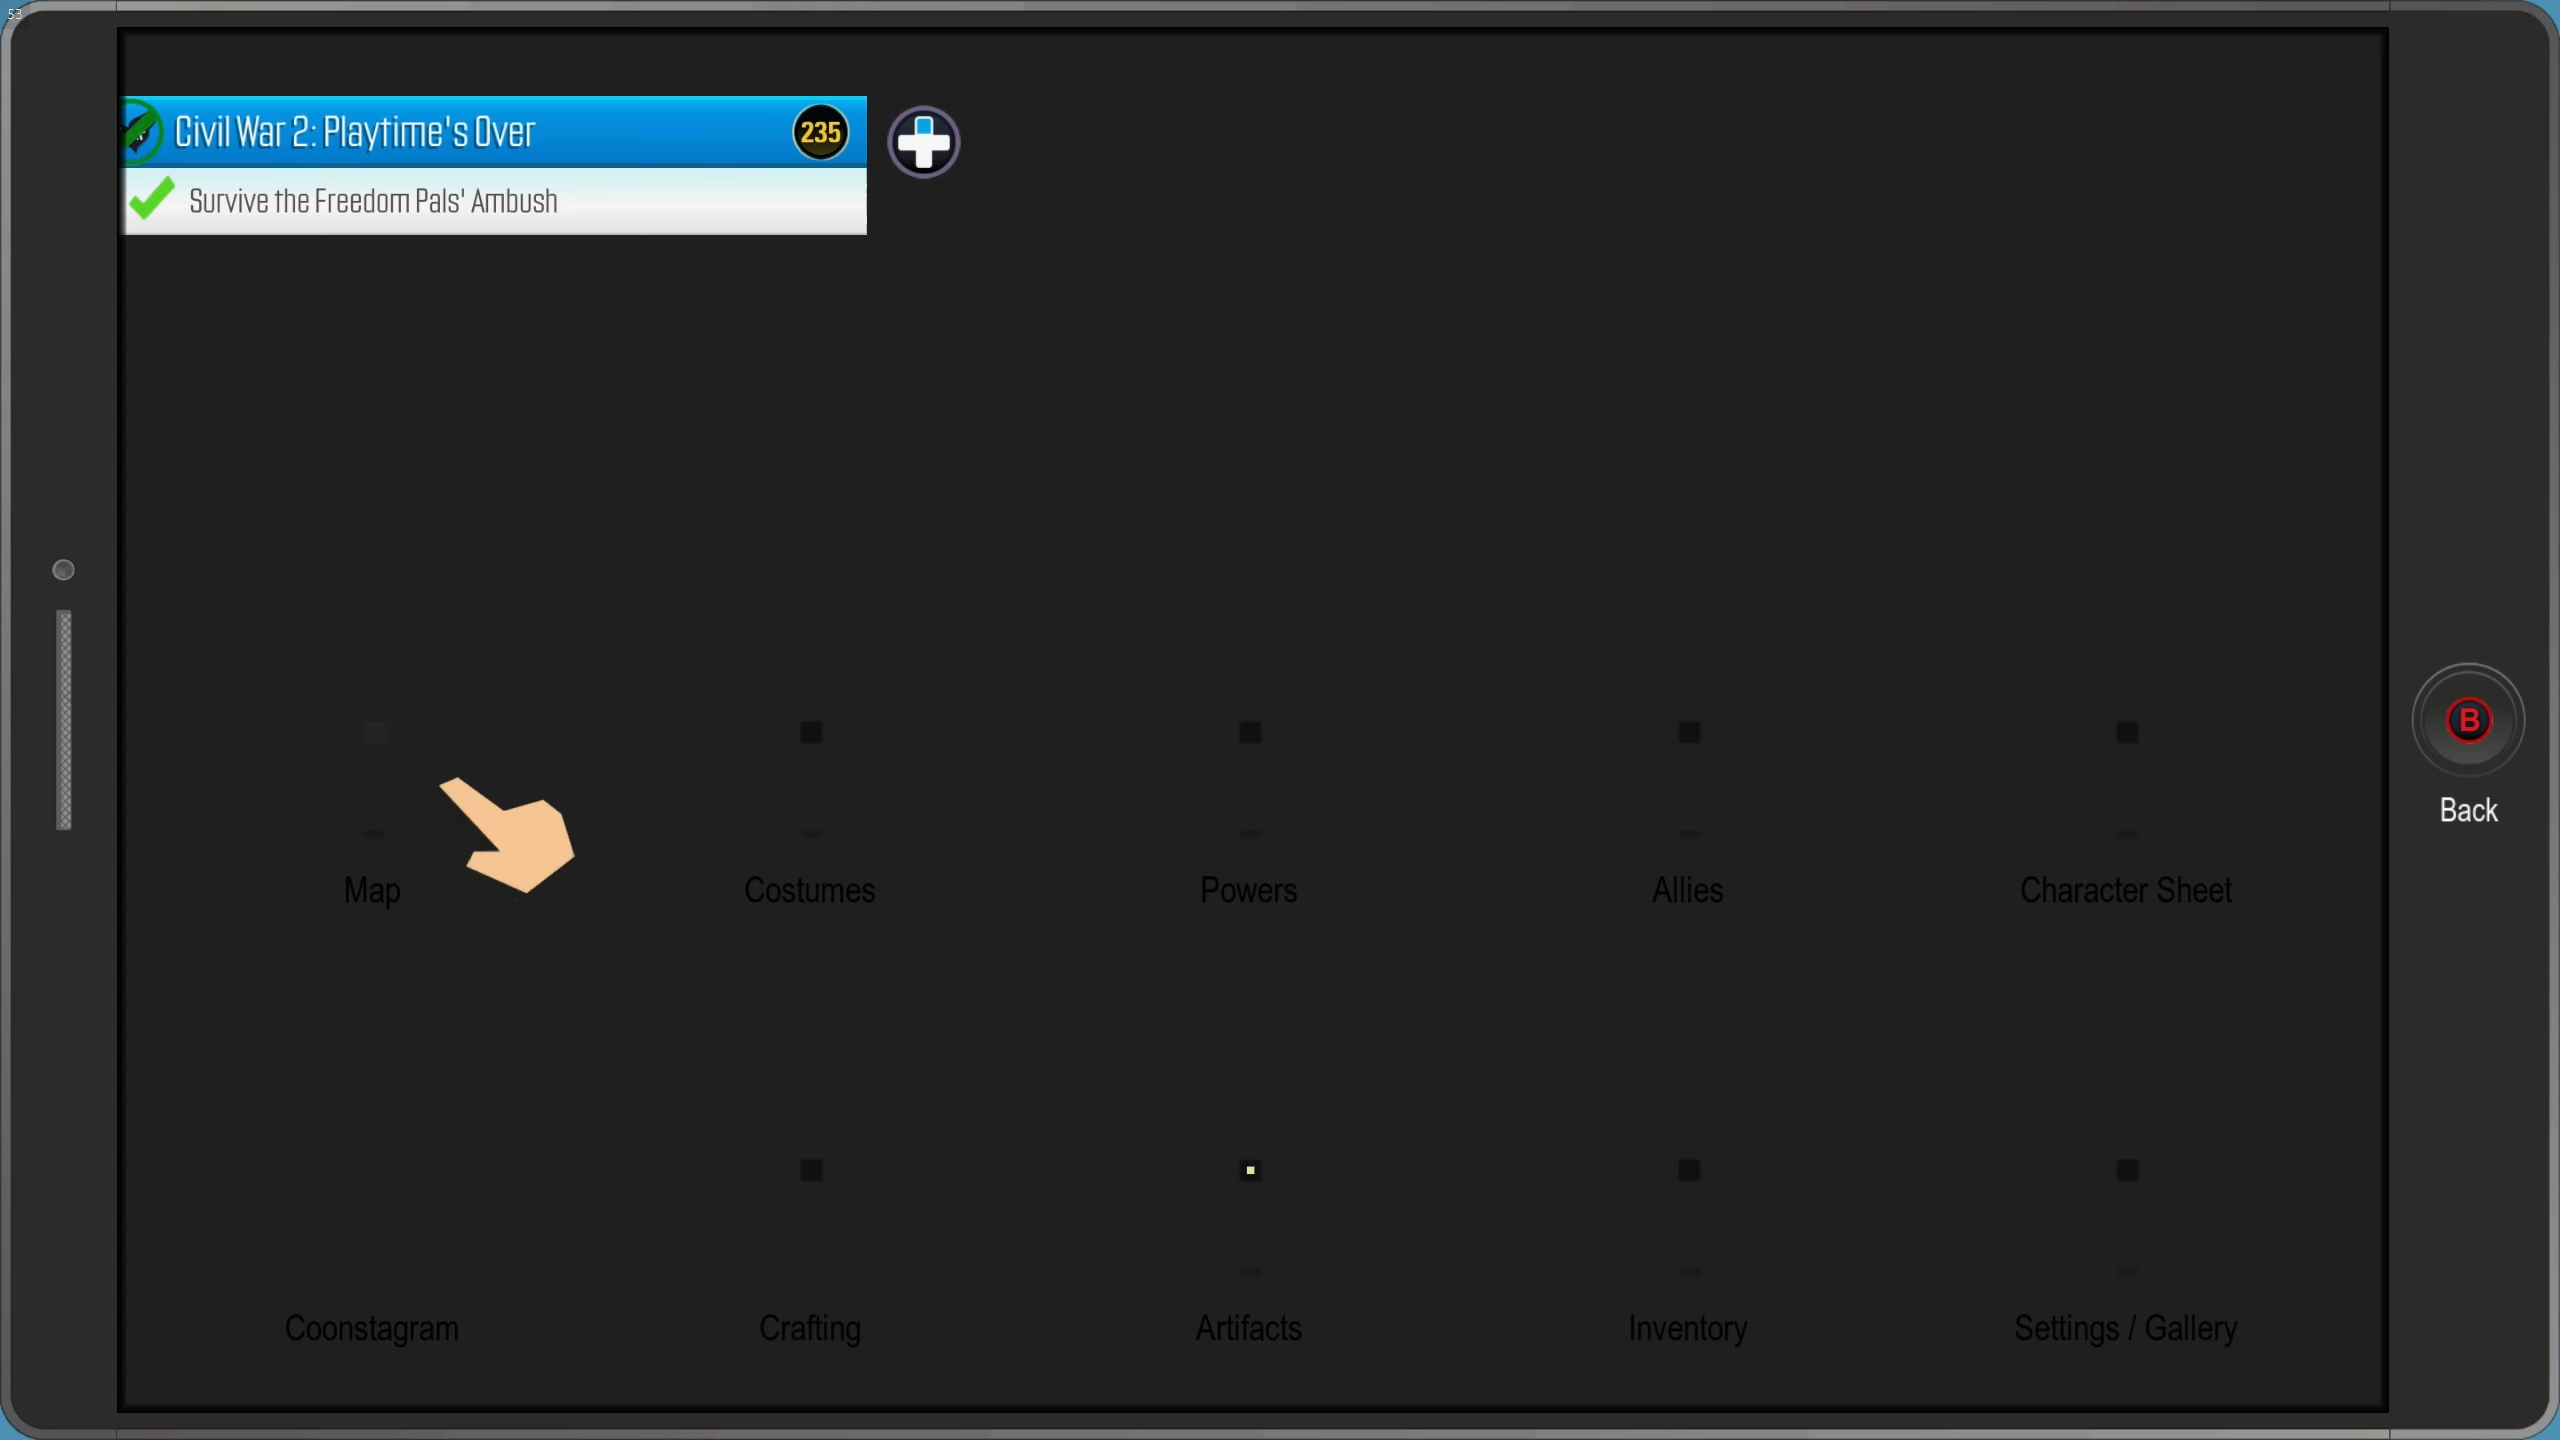 53
Civil War 2: Playtime's Over
235
Survive the Freedom Pals' Ambush
B
Back
Map
Costumes
Powers
Allies
Character Sheet
Coonstagram
Crafting
Artifacts
Inventory
Settings / Gallery